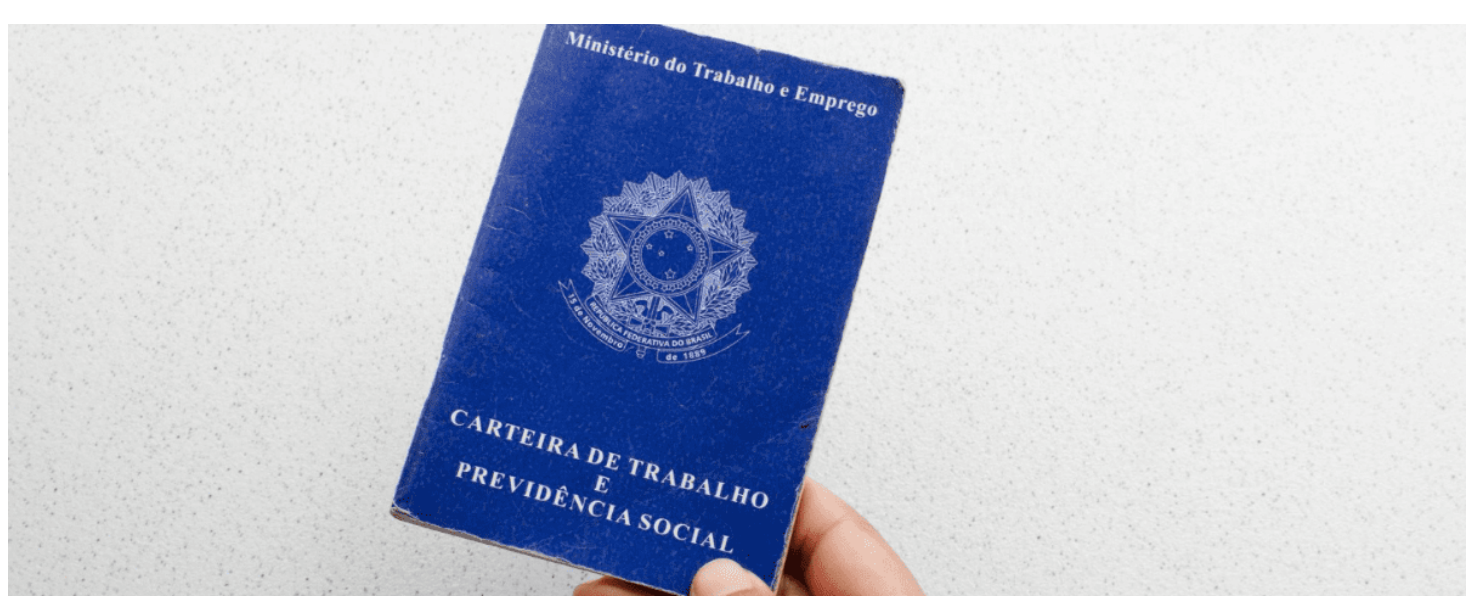 Ministério do Trabalho e Emprego
REPÚBLICA FEDERATIVA DO BRASIL
15 de Novembro de 1889
CARTEIRA DE TRABALHO
E
PREVIDÊNCIA SOCIAL